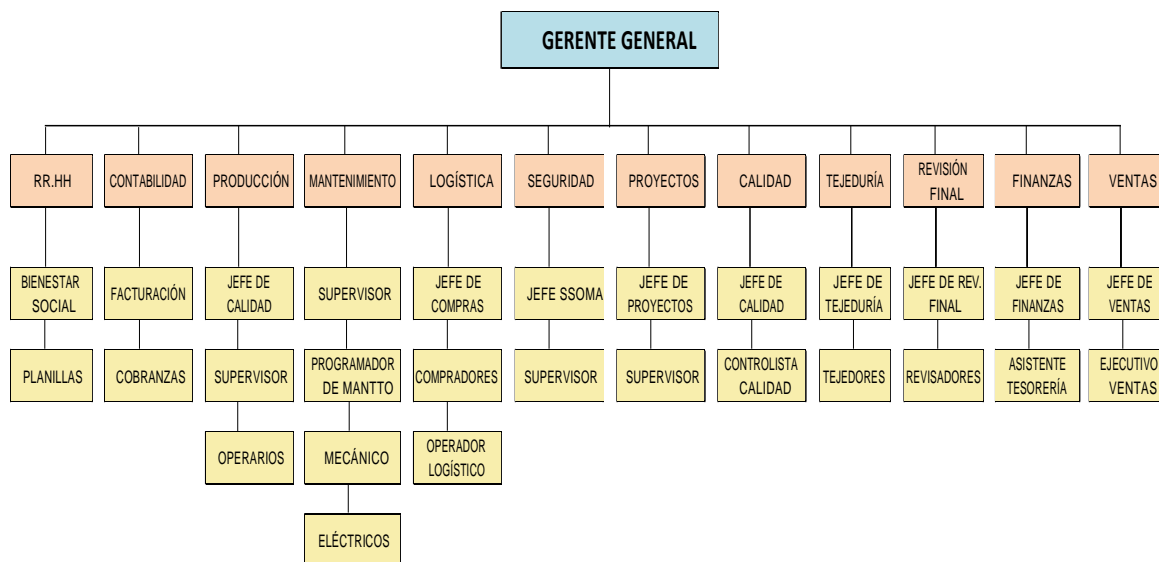 GERENTE GENERAL
RR.HH
CONTABILIDAD
PRODUCCIÓN
MANTENIMIENTO
LOGÍSTICA
SEGURIDAD
PROYECTOS
CALIDAD
TEJEDURÍA
REVISIÓN
FINAL
FINANZAS
VENTAS
BIENESTAR
SOCIAL
FACTURACIÓN
JEFE DE
CALIDAD
SUPERVISOR
JEFE DE
COMPRAS
JEFE SSOMA
JEFE DE
PROYECTOS
JEFE DE
CALIDAD
JEFE DE
TEJEDURÍA
JEFE DE REV.
FINAL
JEFE DE
FINANZAS
JEFE DE
VENTAS
PLANILLAS
COBRANZAS
SUPERVISOR
PROGRAMADOR
DE MANTTO
COMPRADORES
SUPERVISOR
SUPERVISOR
CONTROLISTA
CALIDAD
TEJEDORES
REVISADORES
ASISTENTE
TESORERÍA
EJECUTIVO
VENTAS
OPERARIOS
MECÁNICO
OPERADOR
LOGÍSTICO
ELÉCTRICOS